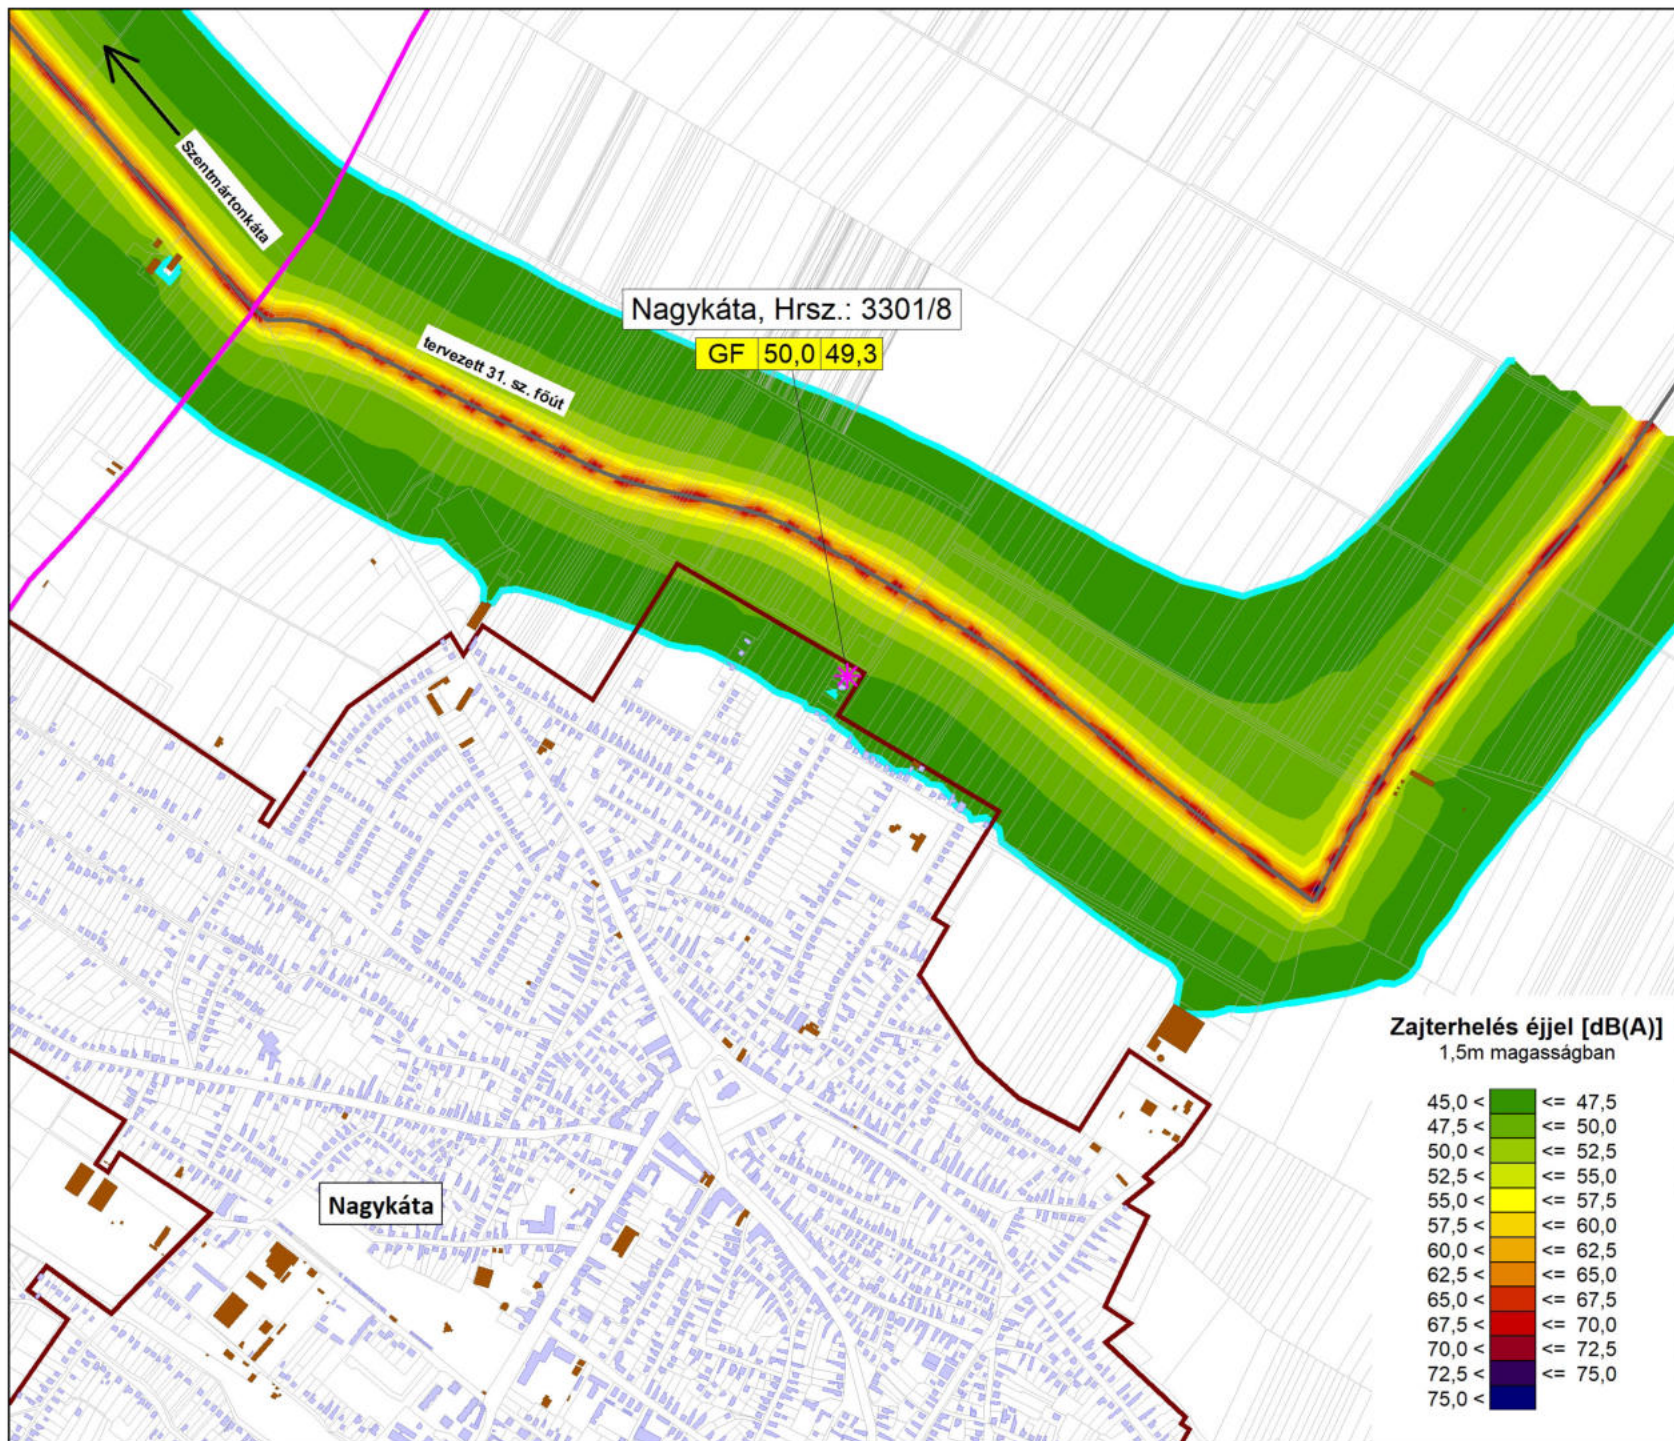 Szentmártonkáta
Nagykáta, Hrsz.: 3301/8
GF 50,0 49,3
tervezett 31. sz. főút
Nagykáta
Zajterhelés éjjel [dB(A)]
1,5m magasságban
45,0 < <= 47,5
47,5 < <= 50,0
50,0 < <= 52,5
52,5 < <= 55,0
55,0 < <= 57,5
57,5 < <= 60,0
60,0 < <= 62,5
62,5 < <= 65,0
65,0 < <= 67,5
67,5 < <= 70,0
70,0 < <= 72,5
72,5 < <= 75,0
75,0 <